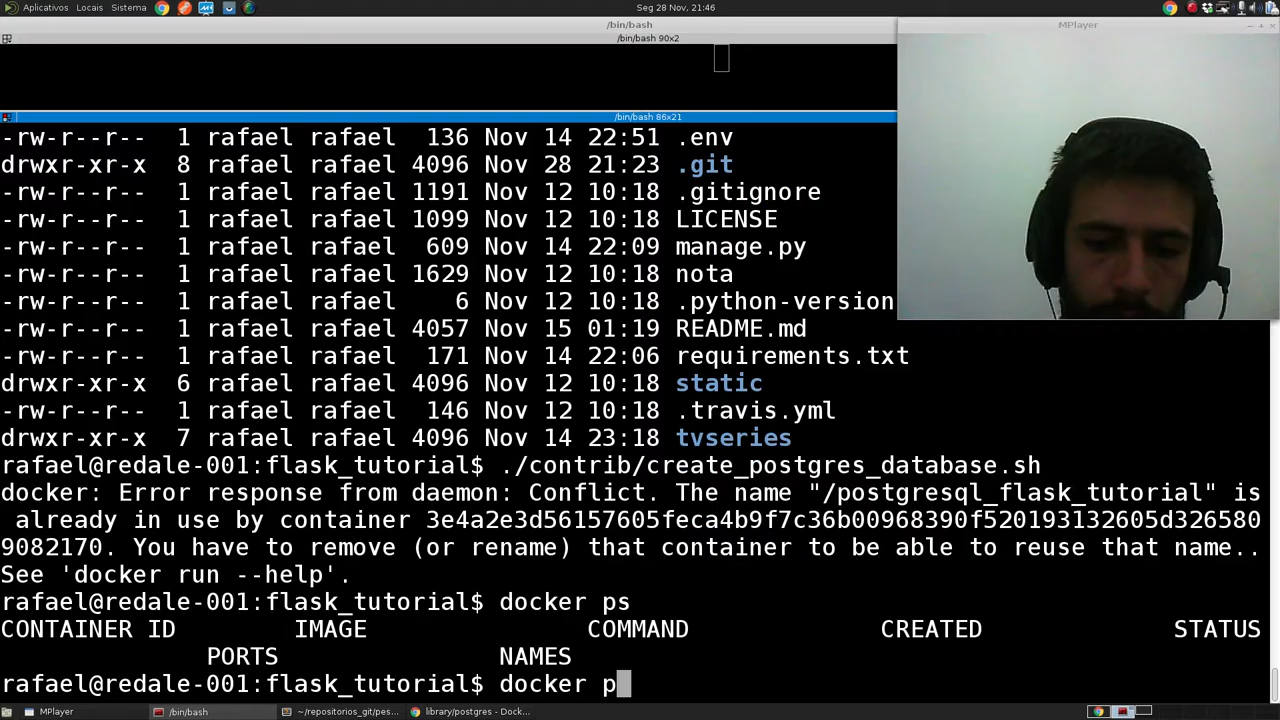 Aplicativos Locais Sistema
Seg 28 Nov, 21:46
/bin/bash
MPlayer
/bin/bash 90x2
/bin/bash 86x21
-rw-r--r-- 1 rafael rafael 136 Nov 14 22:51 .env
drwxr-xr-x 8 rafael rafael 4096 Nov 28 21:23 .git
-rw-r--r-- 1 rafael rafael 1191 Nov 12 10:18 .gitignore
-rw-r--r-- 1 rafael rafael 1099 Nov 12 10:18 LICENSE
-rw-r--r-- 1 rafael rafael 609 Nov 14 22:09 manage.py
-rw-r--r-- 1 rafael rafael 1629 Nov 12 10:18 nota
-rw-r--r-- 1 rafael rafael 6 Nov 12 10:18 .python-version
-rw-r--r-- 1 rafael rafael 4057 Nov 15 01:19 README.md
-rw-r--r-- 1 rafael rafael 171 Nov 14 22:06 requirements.txt
drwxr-xr-x 6 rafael rafael 4096 Nov 12 10:18 static
-rw-r--r-- 1 rafael rafael 146 Nov 12 10:18 .travis.yml
drwxr-xr-x 7 rafael rafael 4096 Nov 14 23:18 tvseries
rafael@redale-001:flask_tutorial$ ./contrib/create_postgres_database.sh
docker: Error response from daemon: Conflict. The name "/postgresql_flask_tutorial" is
already in use by container 3e4a2e3d56157605feca4b9f7c36b00968390f520193132605d326580
9082170. You have to remove (or rename) that container to be able to reuse that name..
See 'docker run --help'.
rafael@redale-001:flask_tutorial$ docker ps
CONTAINER ID IMAGE COMMAND CREATED STATUS
PORTS NAMES
rafael@redale-001:flask_tutorial$ docker p
MPlayer /bin/bash ~/repositorios_git/pes... library/postgres - Dock...